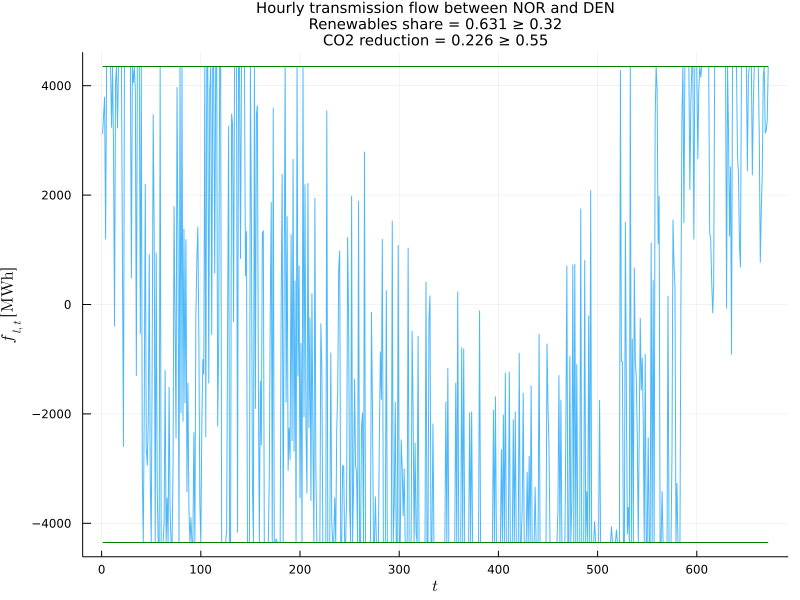 Hourly transmission flow between NOR and DEN
Renewables share = 0.631 ≥ 0.32
CO2 reduction = 0.226 ≥ 0.55
4000
2000
0
−2000
−4000
f_{l,t} [MWh]
0 100 200 300 400 500 600
t